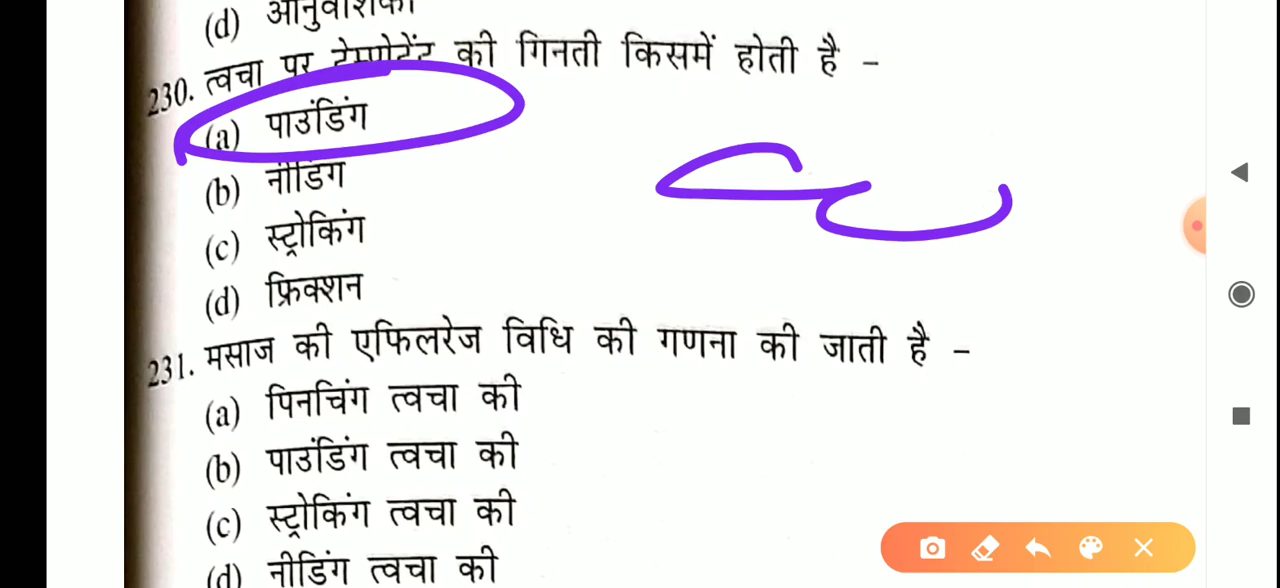 (d) आनुवंशिकी
230. त्वचा पर टेम्पोटेंट की गिनती किसमें होती है –
(a) पाउंडिंग
(b) नीडिंग
(c) स्ट्रोकिंग
(d) फ्रिक्शन
231. मसाज की एफिलरेज विधि की गणना की जाती है –
(a) पिनचिंग त्वचा की
(b) पाउंडिंग त्वचा की
(c) स्ट्रोकिंग त्वचा की
(d) नीडिंग त्वचा की